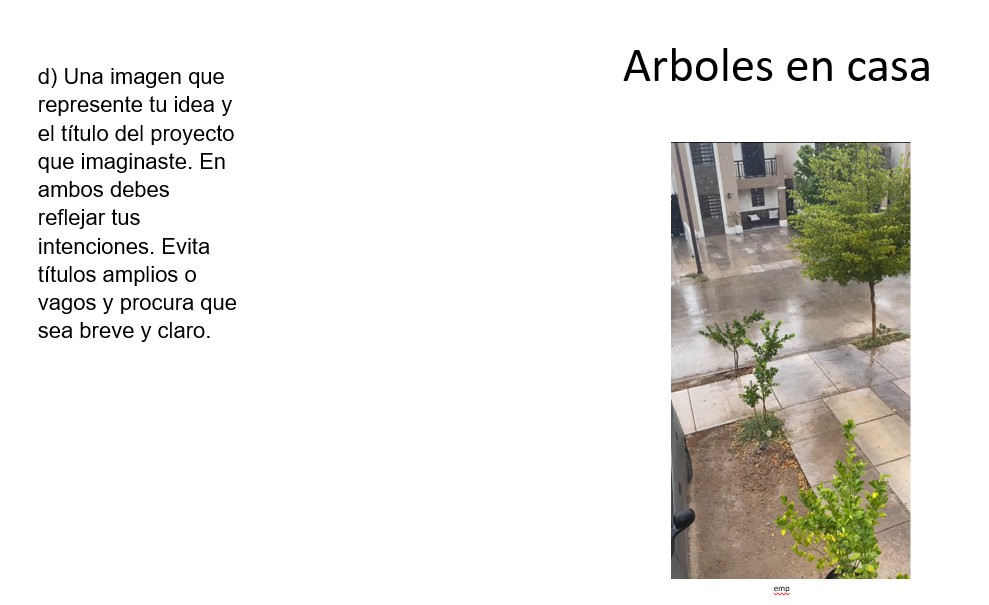 d) Una imagen que
represente tu idea y
el título del proyecto
que imaginaste. En
ambos debes
reflejar tus
intenciones. Evita
títulos amplios o
vagos y procura que
sea breve y claro.
Arboles en casa
emp